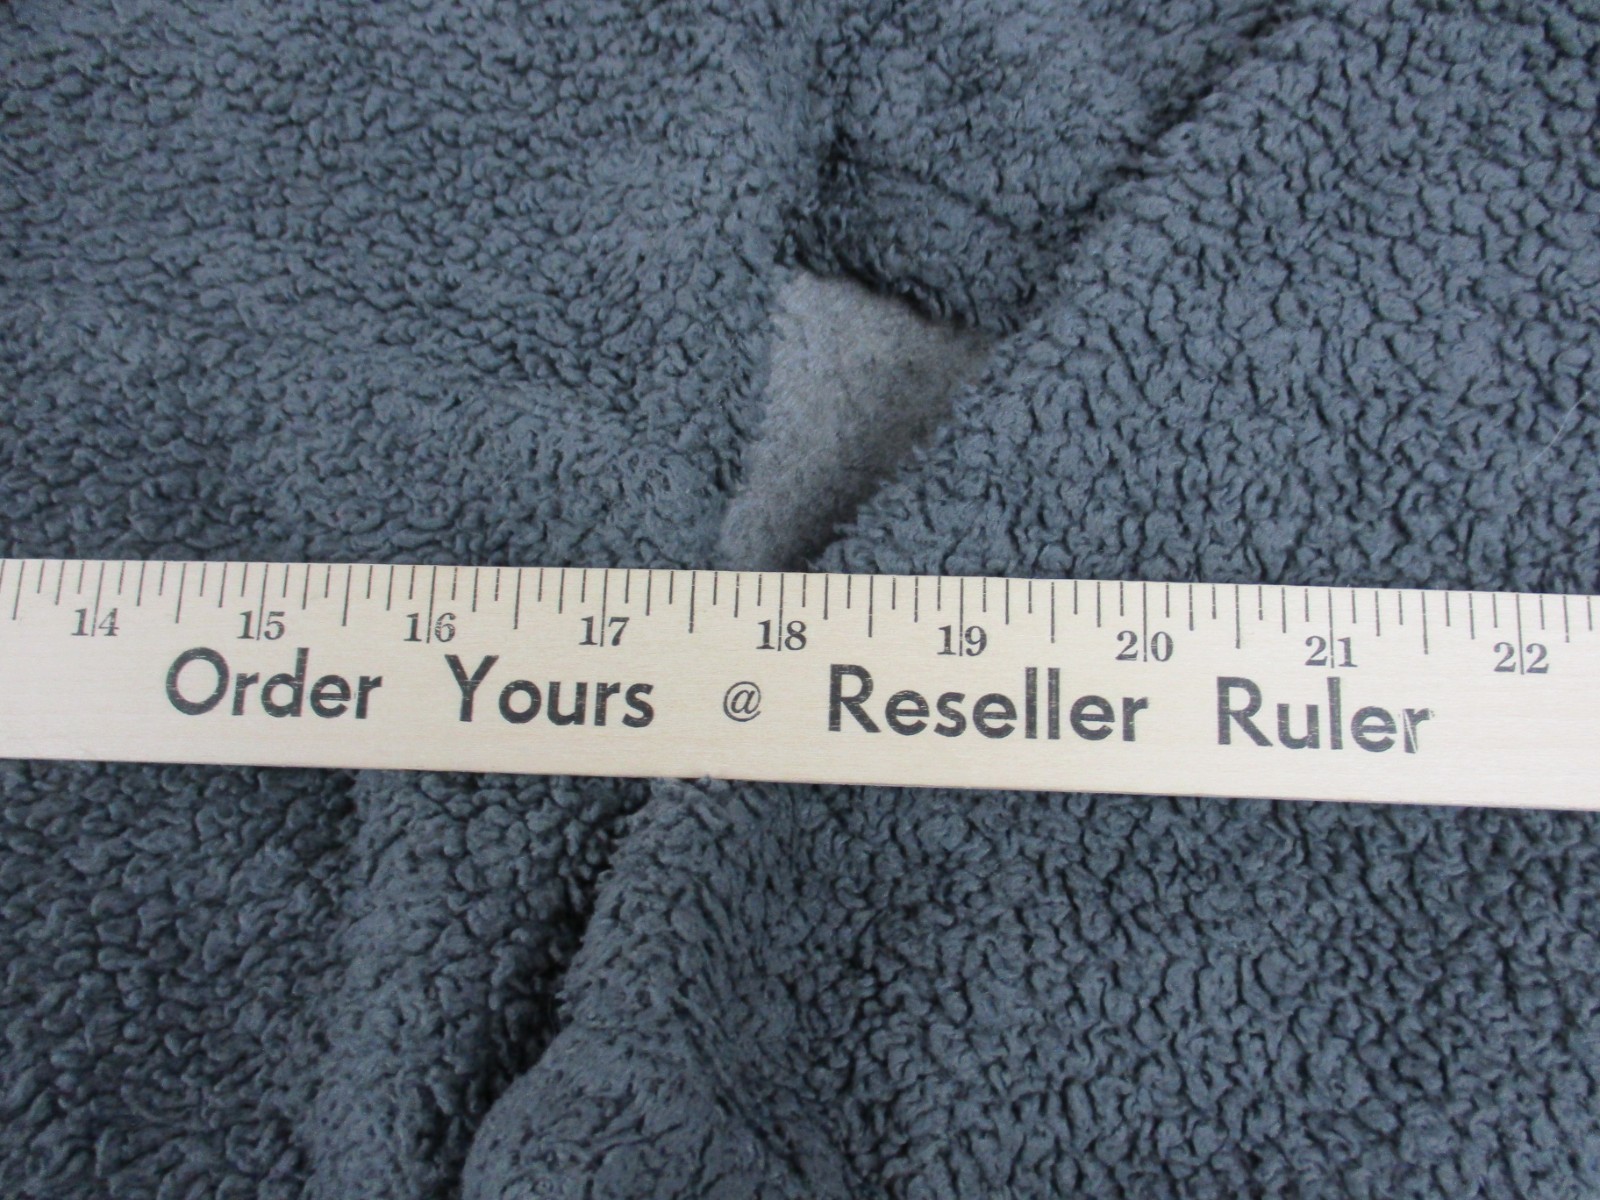 14 15 16 17 18 19 20 21 22
Order Yours @ Reseller Ruler